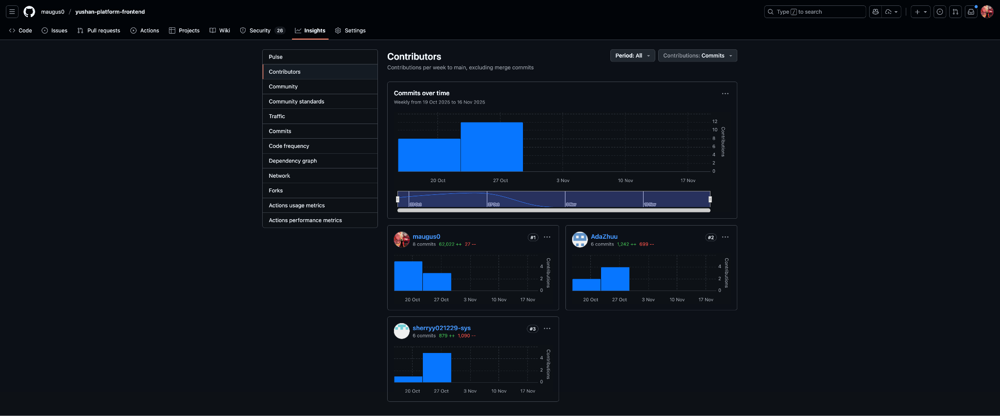 maugus0 / yushan-platform-frontend
Type / to search
Code Issues Pull requests Actions Projects Wiki Security 26 Insights Settings
Pulse
Contributors
Community
Community standards
Traffic
Commits
Code frequency
Dependency graph
Network
Forks
Actions usage metrics
Actions performance metrics
Contributors
Period: All
Contributions: Commits
Contributions per week to main, excluding merge commits
Commits over time
Weekly from 19 Oct 2025 to 16 Nov 2025
12
10
8
6
4
2
0
Contributions
20 Oct 27 Oct 3 Nov 10 Nov 17 Nov
20 Oct 27 Oct 3 Nov 10 Nov
maugus0
#1
8 commits 62,022 ++ 27 --
4
2
0
Contributions
20 Oct 27 Oct 3 Nov 10 Nov 17 Nov
AdaZhuu
#2
6 commits 1,242 ++ 699 --
4
2
0
Contributions
20 Oct 27 Oct 3 Nov 10 Nov 17 Nov
sherryy021229-sys
#3
6 commits 879 ++ 1,090 --
4
2
0
Contributions
20 Oct 27 Oct 3 Nov 10 Nov 17 Nov